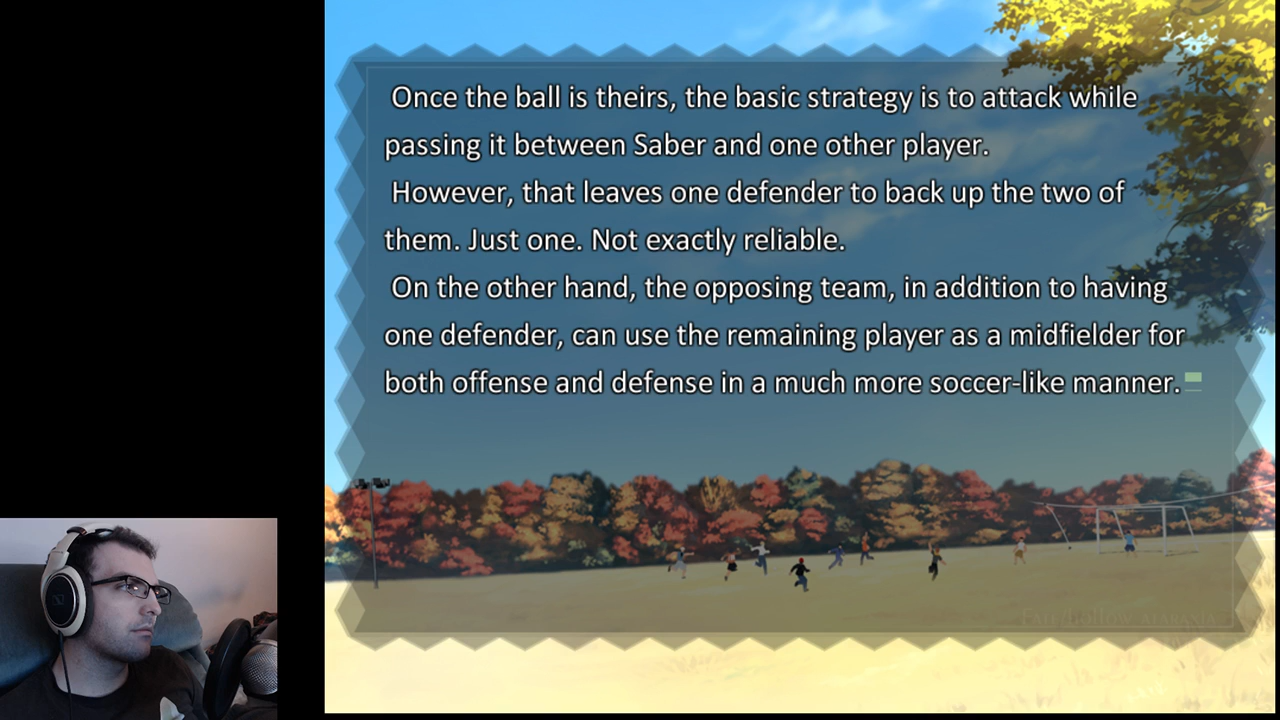 Once the ball is theirs, the basic strategy is to attack while
passing it between Saber and one other player.
However, that leaves one defender to back up the two of
them. Just one. Not exactly reliable.
On the other hand, the opposing team, in addition to having
one defender, can use the remaining player as a midfielder for
both offense and defense in a much more soccer-like manner.
Fate/hollow ataraxia